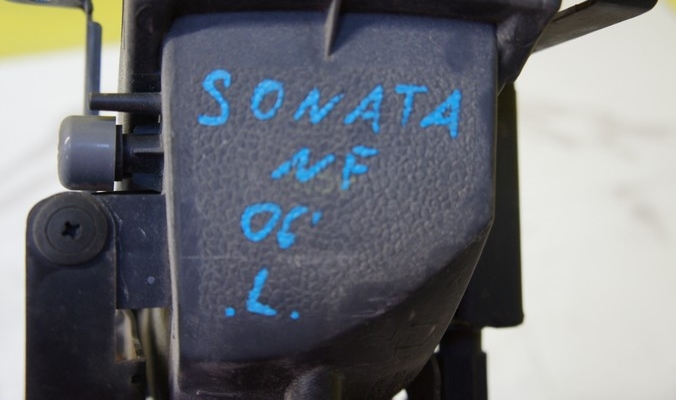 SONATA
NF
06'
.L.